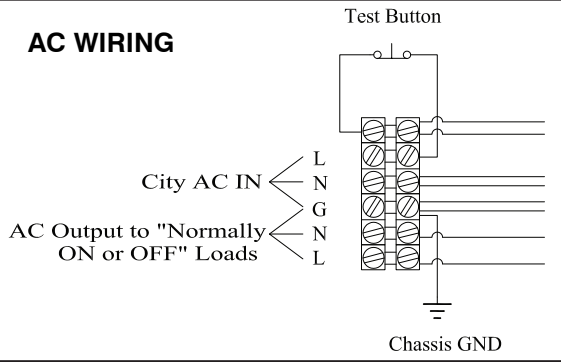 Test Button
AC WIRING
L
City AC IN
N
G
AC Output to "Normally
N
ON or OFF" Loads
L
Chassis GND